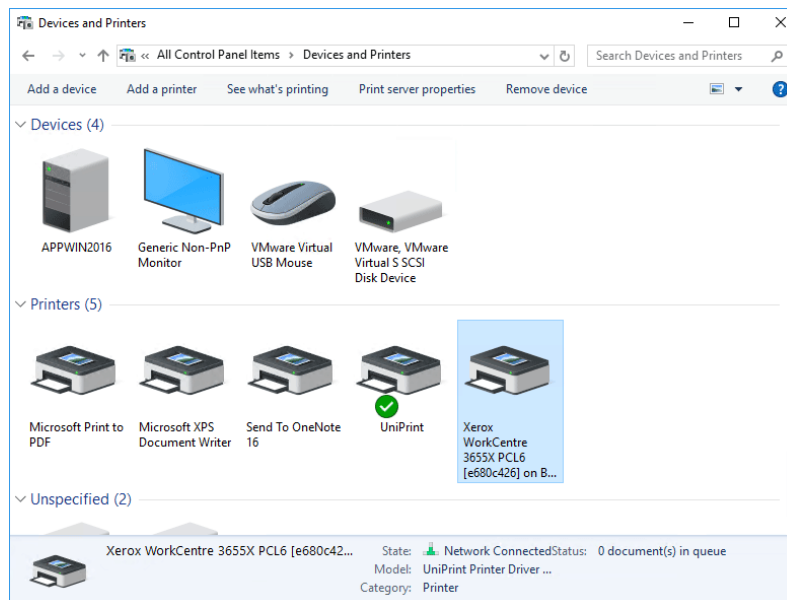 Devices and Printers
« All Control Panel Items > Devices and Printers
Search Devices and Printers
Add a device Add a printer See what's printing Print server properties Remove device
?
Devices (4)
APPWIN2016
Generic Non-PnP
Monitor
VMware Virtual
USB Mouse
VMware, VMware
Virtual S SCSI
Disk Device
Printers (5)
Microsoft Print to
PDF
Microsoft XPS
Document Writer
Send To OneNote
16
UniPrint
Xerox
WorkCentre
3655X PCL6
[e680c426] on B...
Unspecified (2)
Xerox WorkCentre 3655X PCL6 [e680c42... State: Network ConnectedStatus: 0 document(s) in queue
Model: UniPrint Printer Driver ...
Category: Printer